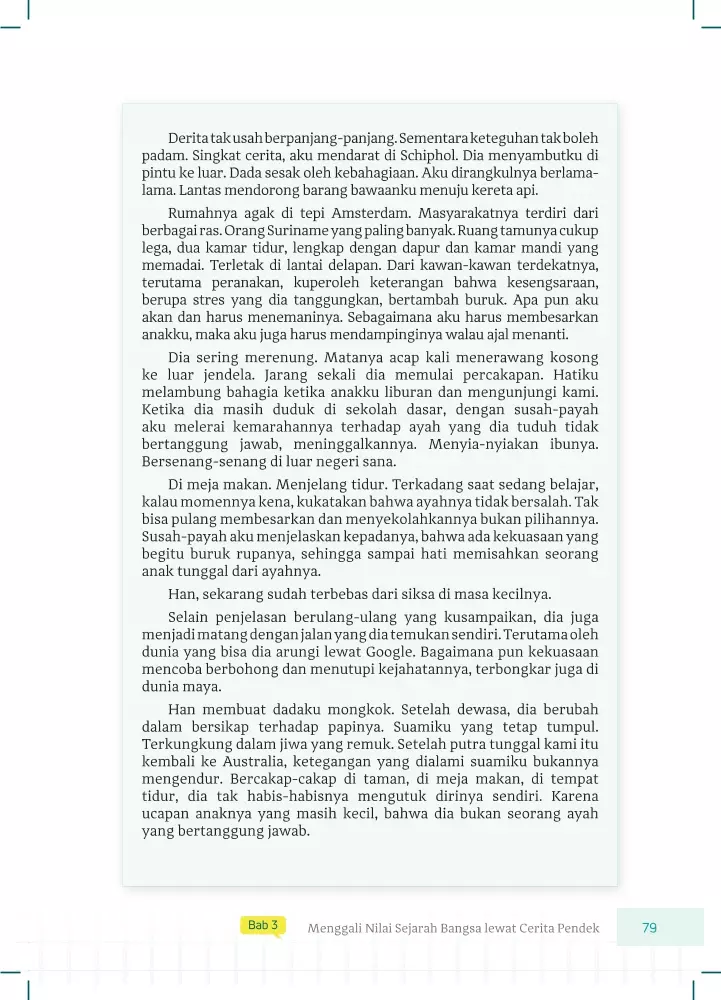 Derita tak usah berpanjang-panjang. Sementara keteguhan tak boleh
padam. Singkat cerita, aku mendarat di Schiphol. Dia menyambutku di
pintu ke luar. Dada sesak oleh kebahagiaan. Aku dirangkulnya berlama-
lama. Lantas mendorong barang bawaanku menuju kereta api.
Rumahnya agak di tepi Amsterdam. Masyarakatnya terdiri dari
berbagai ras. Orang Suriname yang paling banyak. Ruang tamunya cukup
lega, dua kamar tidur, lengkap dengan dapur dan kamar mandi yang
memadai. Terletak di lantai delapan. Dari kawan-kawan terdekatnya,
terutama peranakan, kuperoleh keterangan bahwa kesengsaraan,
berupa stres yang dia tanggungkan, bertambah buruk. Apa pun aku
akan dan harus menemaninya. Sebagaimana aku harus membesarkan
anakku, maka aku juga harus mendampinginya walau ajal menanti.
Dia sering merenung. Matanya acap kali menerawang kosong
ke luar jendela. Jarang sekali dia memulai percakapan. Hatiku
melambung bahagia ketika anakku liburan dan mengunjungi kami.
Ketika dia masih duduk di sekolah dasar, dengan susah-payah
aku melerai kemarahannya terhadap ayah yang dia tuduh tidak
bertanggung jawab, meninggalkannya. Menyia-nyiakan ibunya.
Bersenang-senang di luar negeri sana.
Di meja makan. Menjelang tidur. Terkadang saat sedang belajar,
kalau momennya kena, kukatakan bahwa ayahnya tidak bersalah. Tak
bisa pulang membesarkan dan menyekolahkannya bukan pilihannya.
Susah-payah aku menjelaskan kepadanya, bahwa ada kekuasaan yang
begitu buruk rupanya, sehingga sampai hati memisahkan seorang
anak tunggal dari ayahnya.
Han, sekarang sudah terbebas dari siksa di masa kecilnya.
Selain penjelasan berulang-ulang yang kusampaikan, dia juga
menjadi matang dengan jalan yang dia temukan sendiri. Terutama oleh
dunia yang bisa dia arungi lewat Google. Bagaimana pun kekuasaan
mencoba berbohong dan menutupi kejahatannya, terbongkar juga di
dunia maya.
Han membuat dadaku mongkok. Setelah dewasa, dia berubah
dalam bersikap terhadap papinya. Suamiku yang tetap tumpul.
Terkungkung dalam jiwa yang remuk. Setelah putra tunggal kami itu
kembali ke Australia, ketegangan yang dialami suamiku bukannya
mengendur. Bercakap-cakap di taman, di meja makan, di tempat
tidur, dia tak habis-habisnya mengutuk dirinya sendiri. Karena
ucapan anaknya yang masih kecil, bahwa dia bukan seorang ayah
yang bertanggung jawab.
Bab 3 Menggali Nilai Sejarah Bangsa lewat Cerita Pendek 79